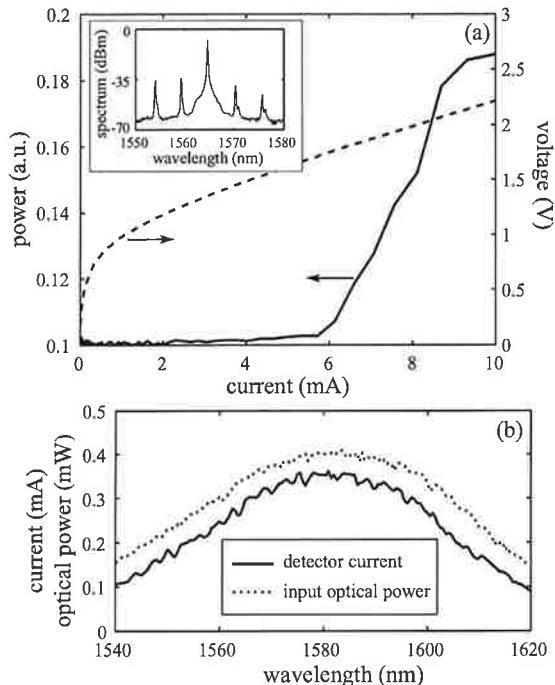 (a)
power (a.u.)
0.2
0.18
0.16
0.14
0.12
0.1
voltage (V)
3
2.5
2
1.5
1
0.5
0
spectrum (dBm)
0
-35
-70
1550 1560 1570 1580
wavelength (nm)
0 2 4 6 8 10
current (mA)
(b)
current (mA)
optical power (mW)
0.5
0.4
0.3
0.2
0.1
0
detector current
input optical power
1540 1560 1580 1600 1620
wavelength (nm)